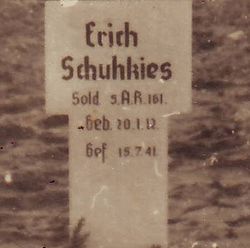 Erich
Schuhkies
Sold. 5.A.R.161.
Geb. 20.1.12.
Gef. 15.7.41.